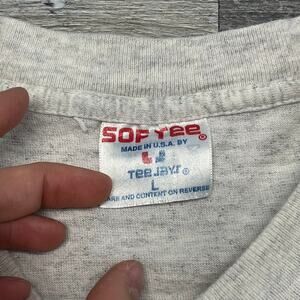 SOFTEE®
MADE IN U.S.A. BY
TEE JAYS®
L
CARE AND CONTENT ON REVERSE